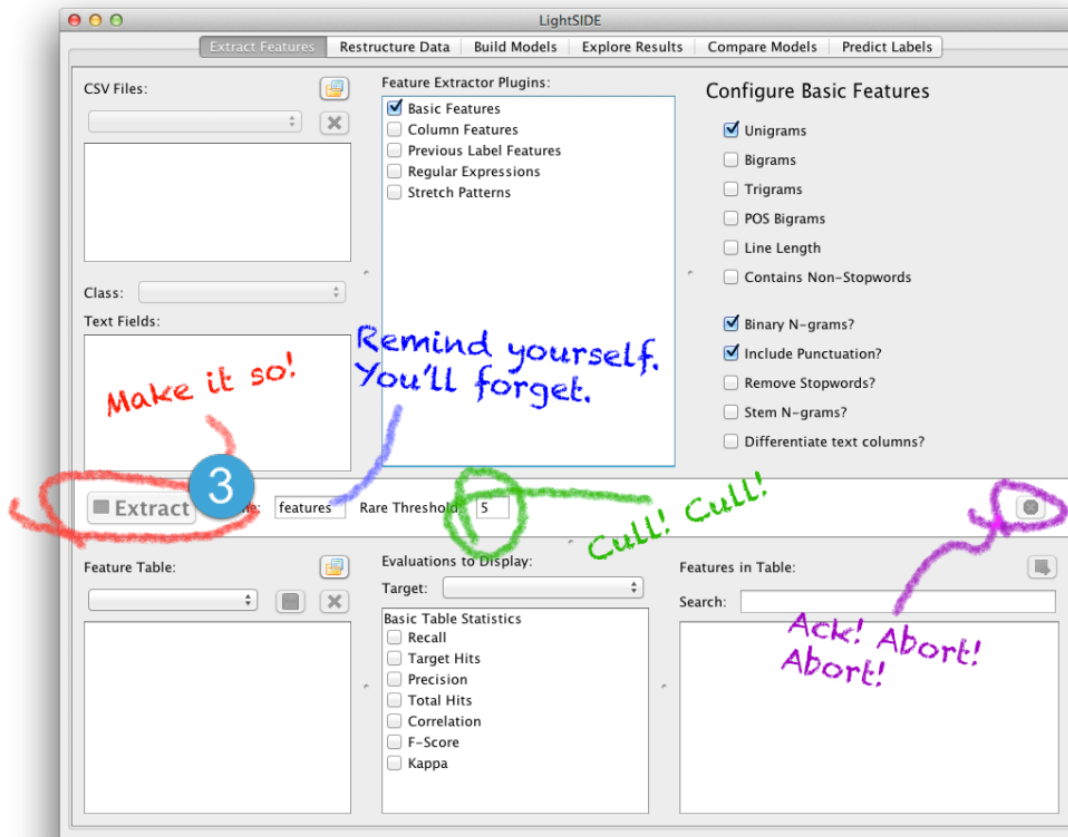 LightSIDE
Extract Features
Restructure Data
Build Models
Explore Results
Compare Models
Predict Labels
CSV Files:
Class:
Text Fields:
Make it so!
Feature Extractor Plugins:
Basic Features
Column Features
Previous Label Features
Regular Expressions
Stretch Patterns
Remind yourself.
You'll forget.
Configure Basic Features
Unigrams
Bigrams
Trigrams
POS Bigrams
Line Length
Contains Non-Stopwords
Binary N-grams?
Include Punctuation?
Remove Stopwords?
Stem N-grams?
Differentiate text columns?
Extract
3
features
Rare Threshold:
5
Cull! Cull!
Feature Table:
Evaluations to Display:
Target:
Basic Table Statistics
Recall
Target Hits
Precision
Total Hits
Correlation
F-Score
Kappa
Features in Table:
Search:
Ack! Abort!
Abort!